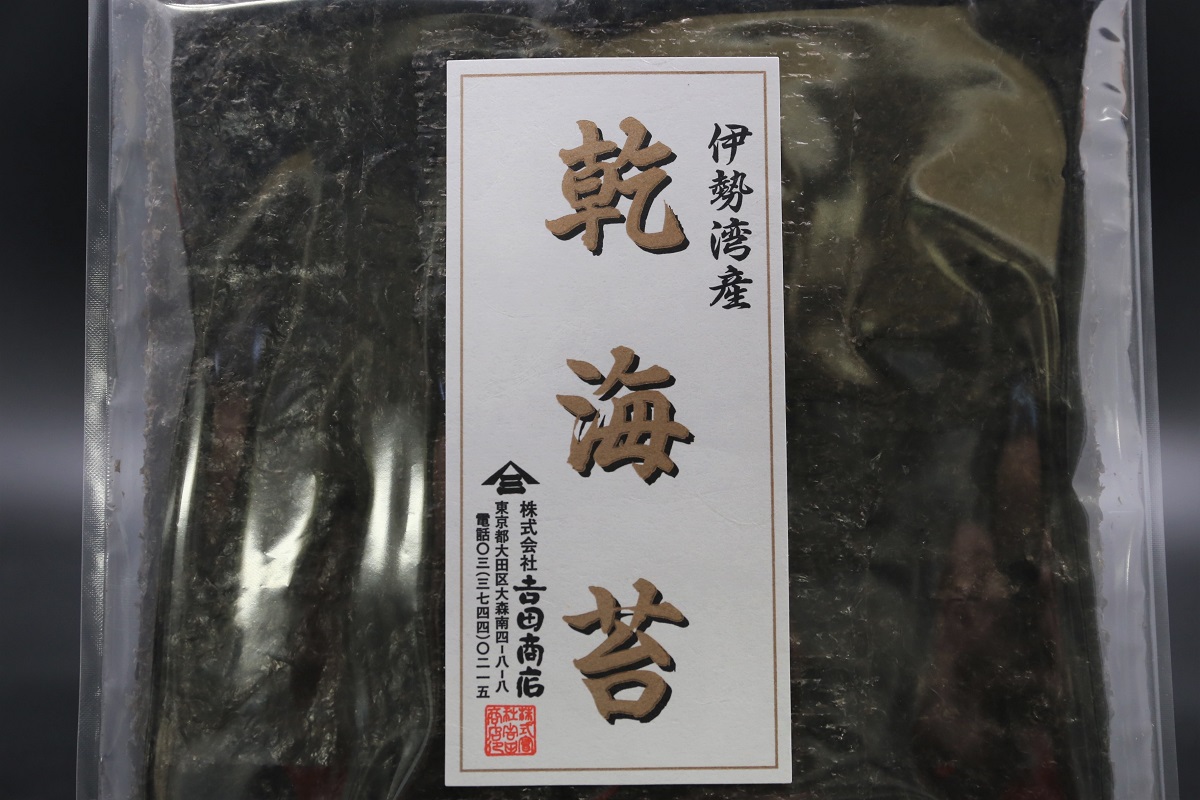 伊勢湾産
乾海苔
株式会社 吉田商店
東京都大田区大森南四-八-八
電話〇三(三七四四)〇二一五